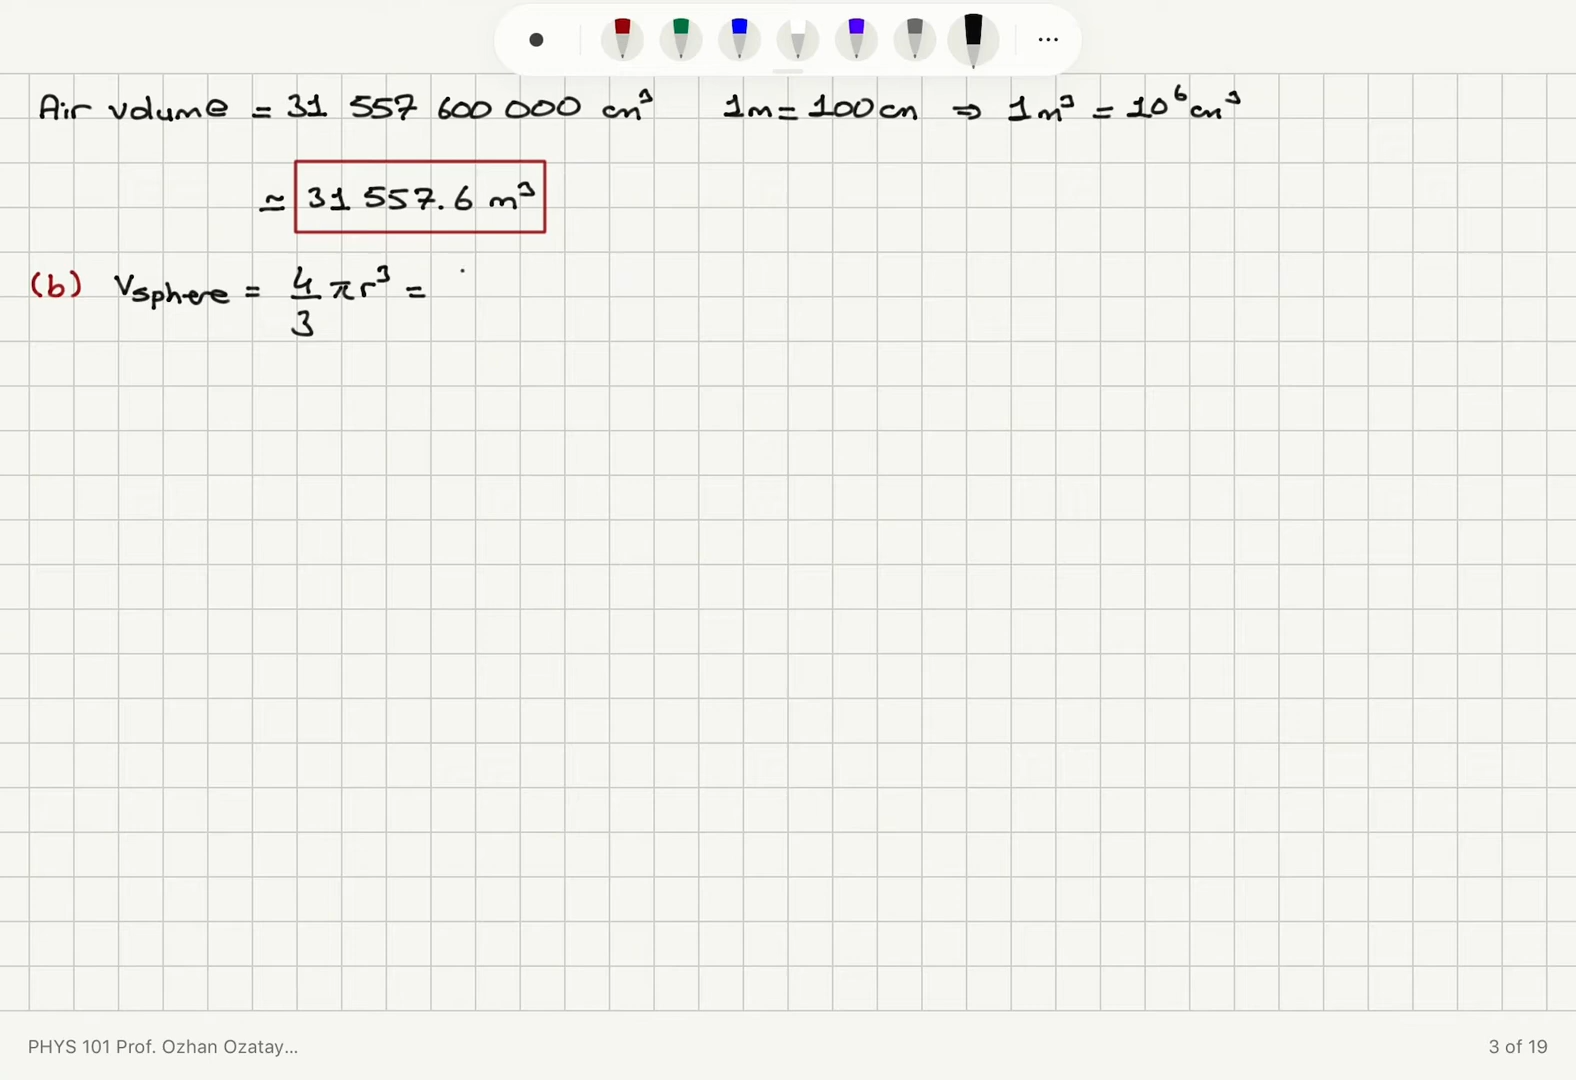 Air volume = 31 557 600 000 cm³ 1m = 100cm ⇒ 1m³ = 10⁶cm³
≃ 31 557.6 m³
(b) Vsphere = 4/3 πr³ =
PHYS 101 Prof. Ozhan Ozatay...
3 of 19